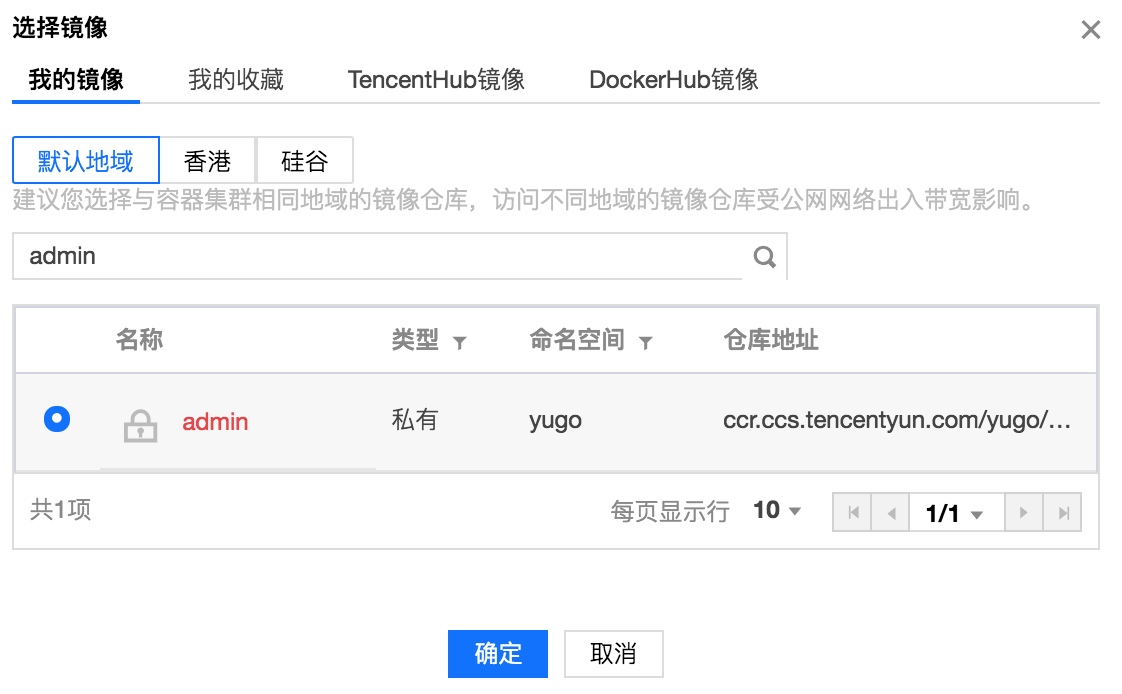 选择镜像
我的镜像 我的收藏 TencentHub镜像 DockerHub镜像
默认地域 香港 硅谷
建议您选择与容器集群相同地域的镜像仓库，访问不同地域的镜像仓库受公网网络出入带宽影响。
admin
名称 类型 命名空间 仓库地址
admin 私有 yugo ccr.ccs.tencentyun.com/yugo/...
共1项 每页显示行 10 1/1
确定 取消